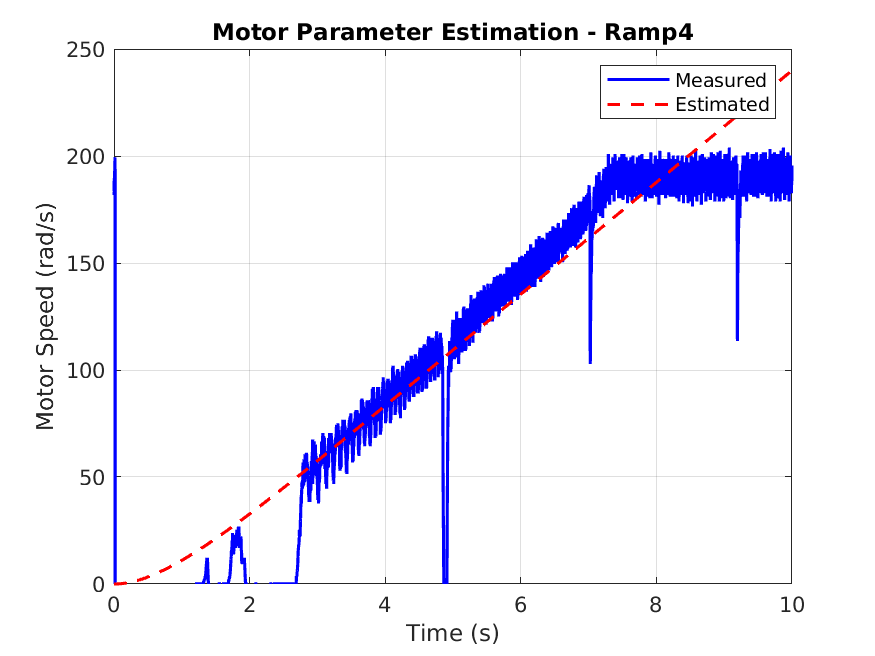 Motor Parameter Estimation - Ramp4
Measured
Estimated
250
200
150
100
50
0
Motor Speed (rad/s)
0 2 4 6 8 10
Time (s)